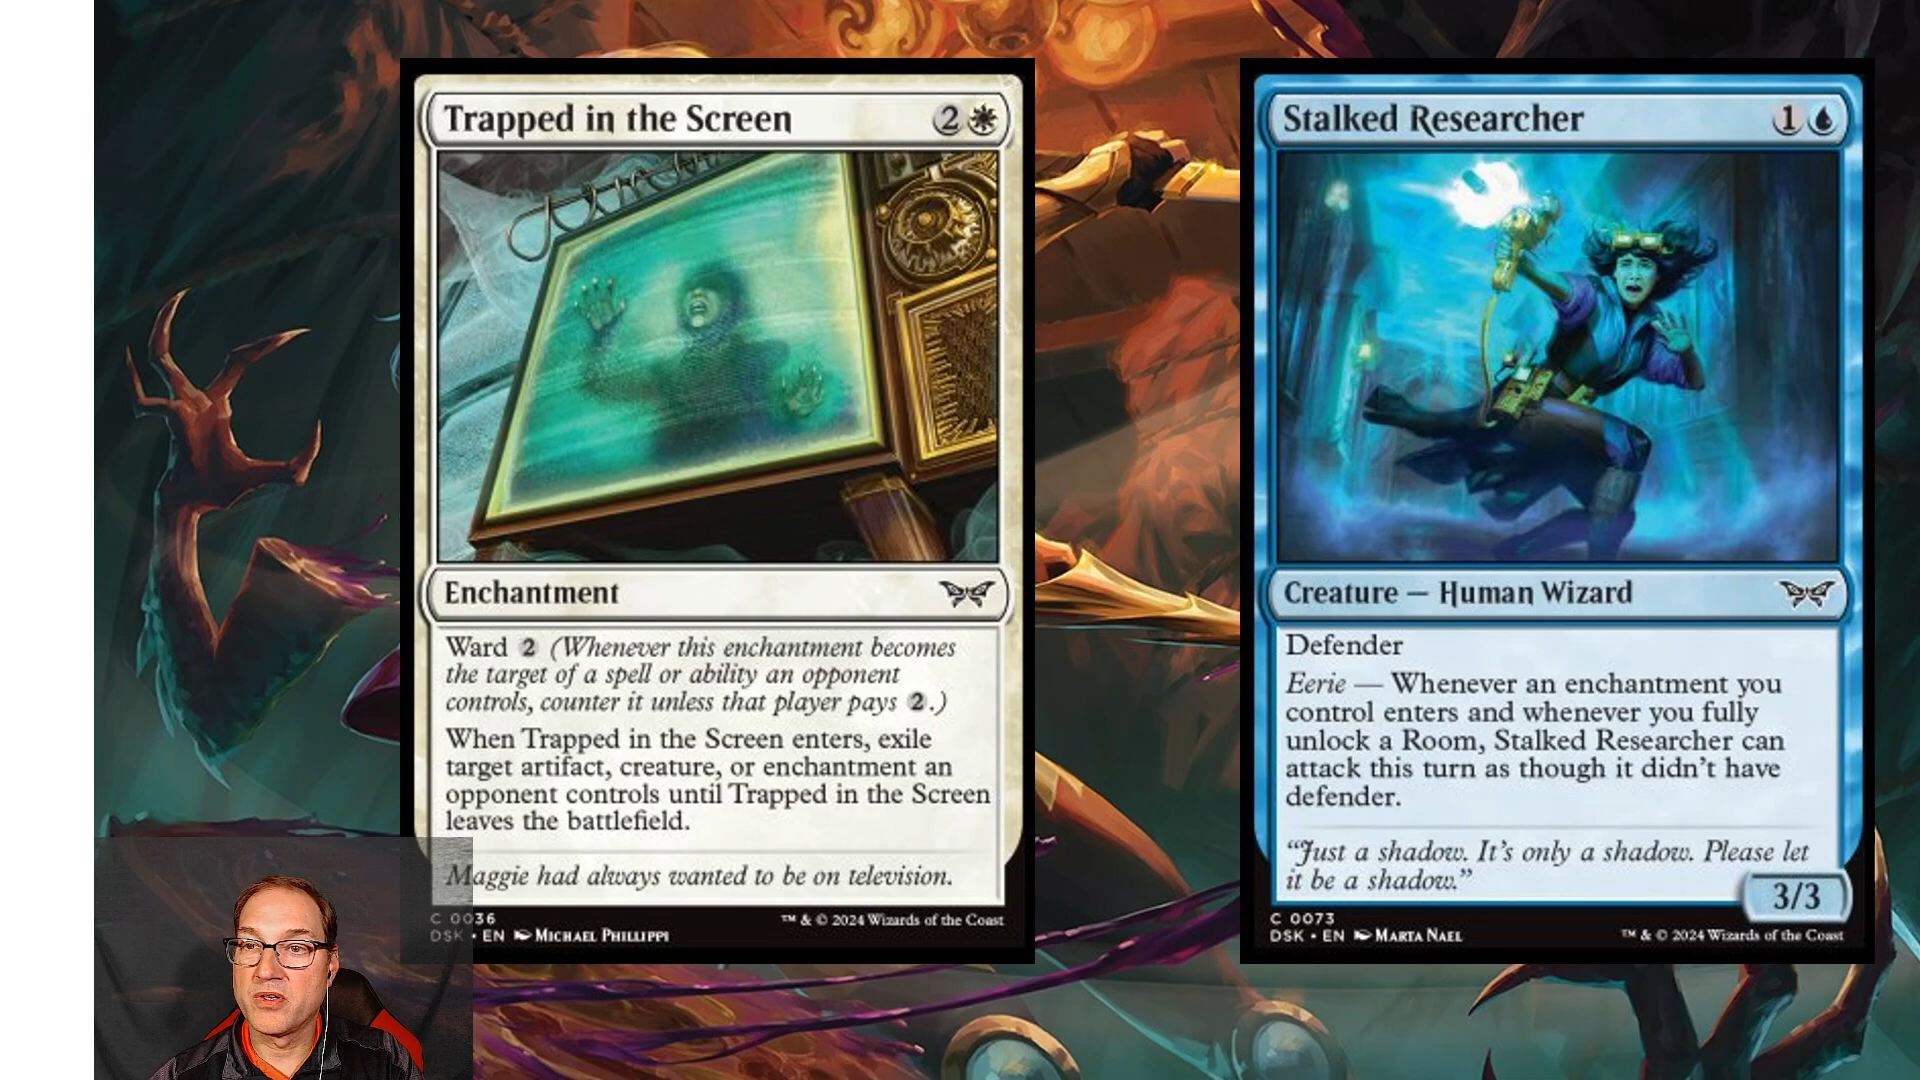 Trapped in the Screen 2
Enchantment
Ward 2 (Whenever this enchantment becomes
the target of a spell or ability an opponent
controls, counter it unless that player pays 2.)
When Trapped in the Screen enters, exile
target artifact, creature, or enchantment an
opponent controls until Trapped in the Screen
leaves the battlefield.
Maggie had always wanted to be on television.
C 0036
™ & © 2024 Wizards of the Coast
DSK • EN Michael Phillippi
Stalked Researcher 1
Creature — Human Wizard
Defender
Eerie — Whenever an enchantment you
control enters and whenever you fully
unlock a Room, Stalked Researcher can
attack this turn as though it didn't have
defender.
"Just a shadow. It's only a shadow. Please let
it be a shadow."
3/3
C 0073
DSK • EN Marta Nael
™ & © 2024 Wizards of the Coast